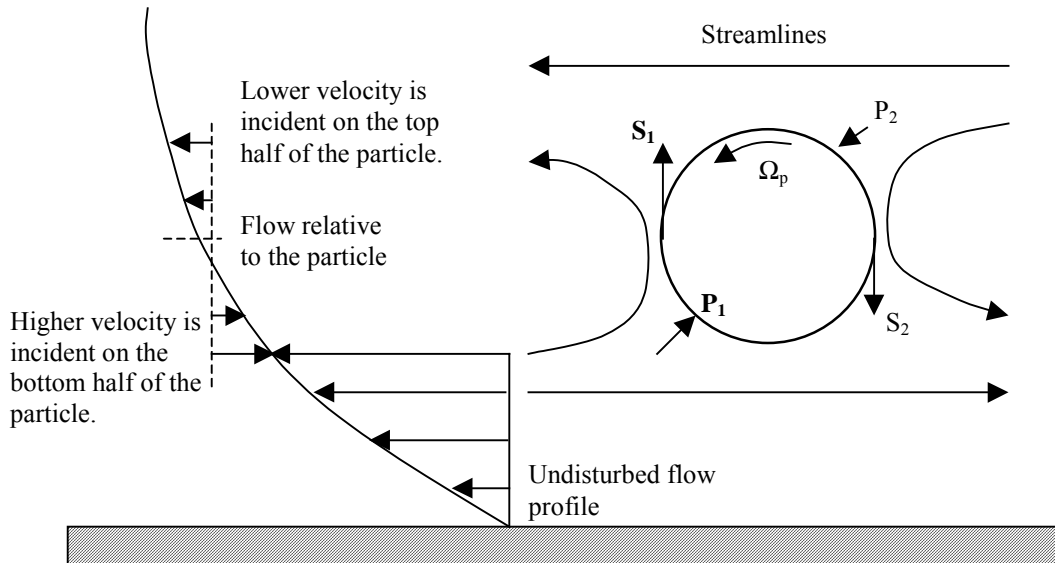 Streamlines
Lower velocity is
incident on the top
half of the particle.
S₁
P₂
Ωₚ
Flow relative
to the particle
Higher velocity is
incident on the
bottom half of the
particle.
P₁
S₂
Undisturbed flow
profile